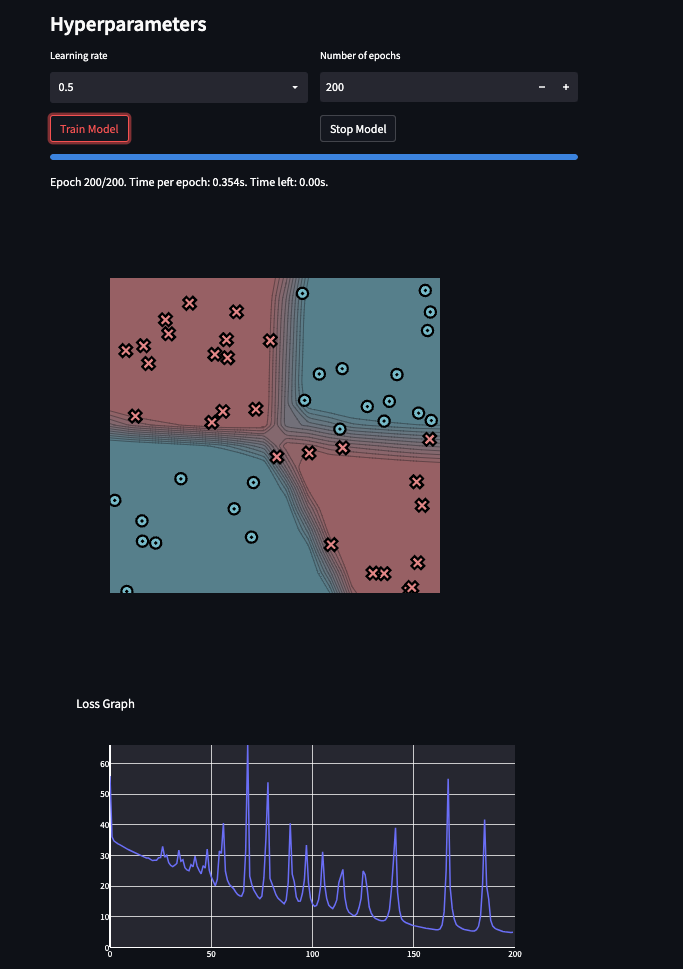 Hyperparameters
Learning rate
Number of epochs
0.5
200
Train Model
Stop Model
Epoch 200/200. Time per epoch: 0.354s. Time left: 0.00s.
Loss Graph
60
50
40
30
20
10
0
0 50 100 150 200